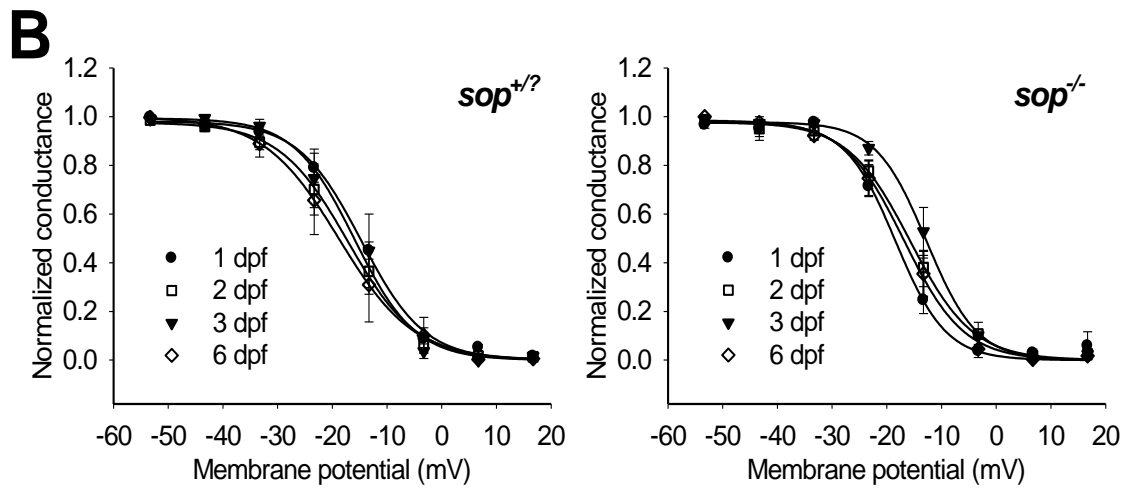 B
sop+/?
Normalized conductance
1.2
1.0
0.8
0.6
0.4
0.2
0.0
1 dpf
2 dpf
3 dpf
6 dpf
-60 -50 -40 -30 -20 -10 0 10 20
Membrane potential (mV)
sop-/-
Normalized conductance
1.2
1.0
0.8
0.6
0.4
0.2
0.0
1 dpf
2 dpf
3 dpf
6 dpf
-60 -50 -40 -30 -20 -10 0 10 20
Membrane potential (mV)